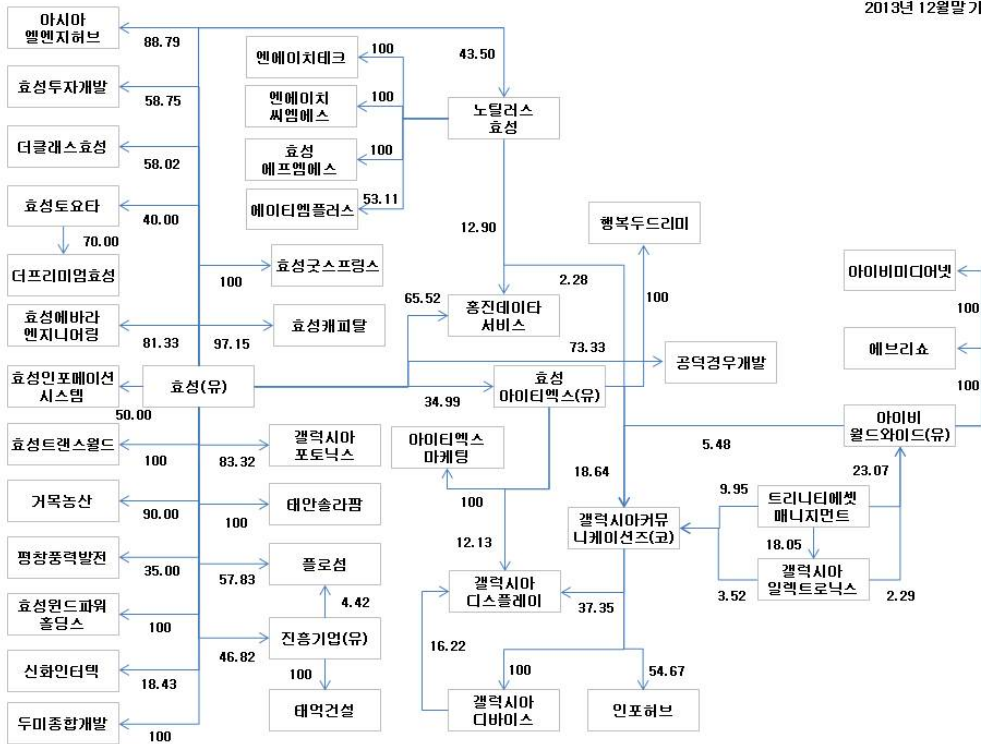 2013년 12월말 기
아시아
엘엔지허브
88.79
43.50
엔에이치테크
100
효성투자개발
58.75
엔에이치
씨엠에스
100
노틸러스
효성
더클래스효성
58.02
효성
에프엠에스
100
효성토요타
40.00
에이티엠플러스
53.11
12.90
행복두드리미
70.00
더프리미엄효성
100
효성굿스프링스
2.28
100
아이비미디어넷
100
65.52
홍진데이타
서비스
효성에바라
엔지니어링
81.33
97.15
효성캐피탈
73.33
공덕경우개발
에브리쇼
100
효성인포메이션
시스템
50.00
효성(유)
34.99
효성
아이티엑스(유)
아이비
월드와이드(유)
5.48
효성트랜스월드
100
83.32
갤럭시아
포토닉스
아이티엑스
마케팅
100
18.64
23.07
거목농산
90.00
100
태안솔라팜
갤럭시아커뮤
니케이션즈(코)
9.95
트리니티에셋
매니지먼트
18.05
평창풍력발전
35.00
57.83
플로섬
12.13
갤럭시아
디스플레이
37.35
3.52
갤럭시아
일렉트로닉스
2.29
효성윈드파워
홀딩스
100
4.42
46.82
진흥기업(유)
16.22
신화인터텍
18.43
100
100
54.67
태억건설
갤럭시아
디바이스
인포허브
두미종합개발
100